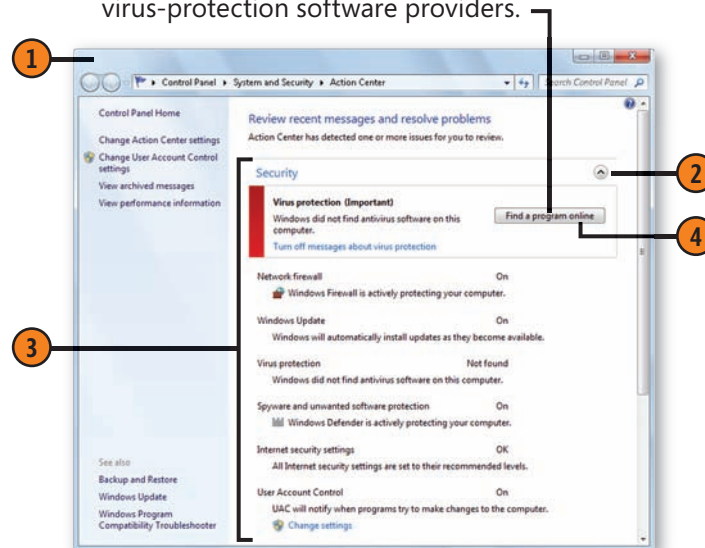 virus-protection software providers.
1
Control Panel ▸ System and Security ▸ Action Center
Search Control Panel
Control Panel Home
Change Action Center settings
Change User Account Control
settings
View archived messages
View performance information
See also
Backup and Restore
Windows Update
Windows Program
Compatibility Troubleshooter
Review recent messages and resolve problems
Action Center has detected one or more issues for you to review.
Security
2
Virus protection (Important)
Windows did not find antivirus software on this
computer.
Find a program online
4
Turn off messages about virus protection
3
Network firewall On
Windows Firewall is actively protecting your computer.
Windows Update On
Windows will automatically install updates as they become available.
Virus protection Not found
Windows did not find antivirus software on this computer.
Spyware and unwanted software protection On
Windows Defender is actively protecting your computer.
Internet security settings OK
All Internet security settings are set to their recommended levels.
User Account Control On
UAC will notify when programs try to make changes to the computer.
Change settings